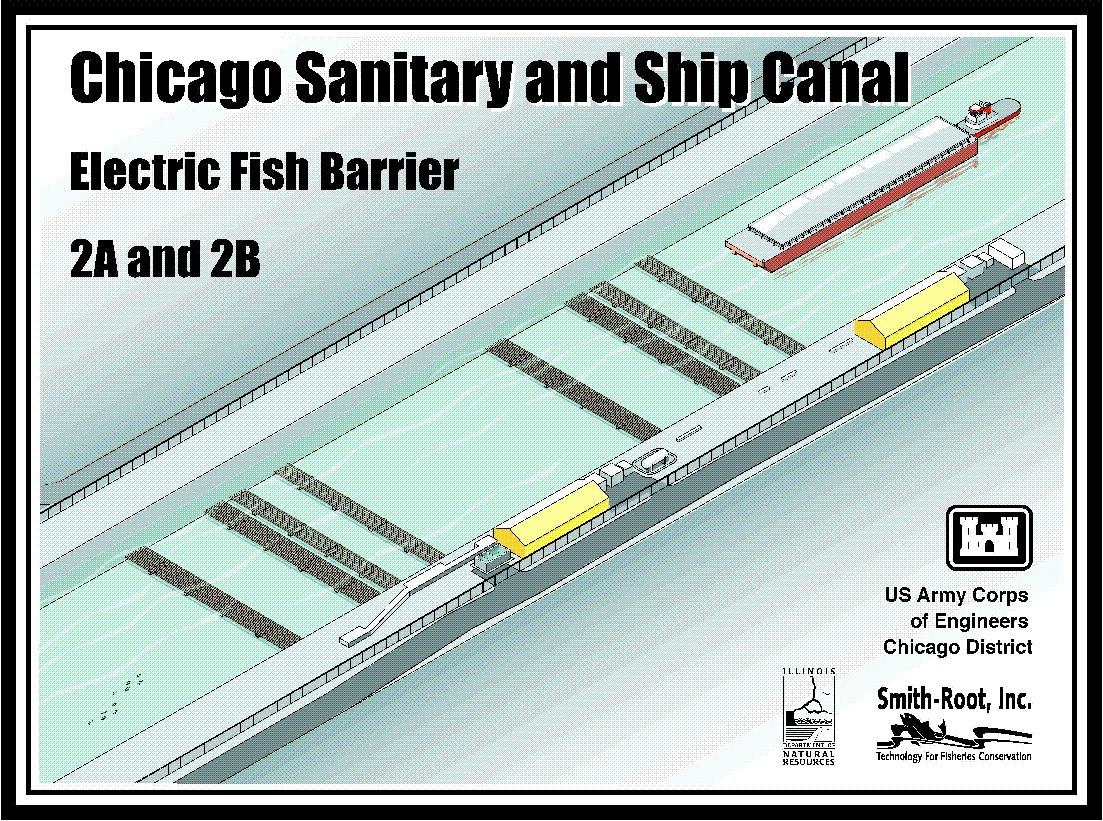 Chicago Sanitary and Ship Canal
Electric Fish Barrier
2A and 2B
US Army Corps
of Engineers
Chicago District
ILLINOIS
DEPARTMENT OF
NATURAL
RESOURCES
Smith-Root, Inc.
Technology For Fisheries Conservation